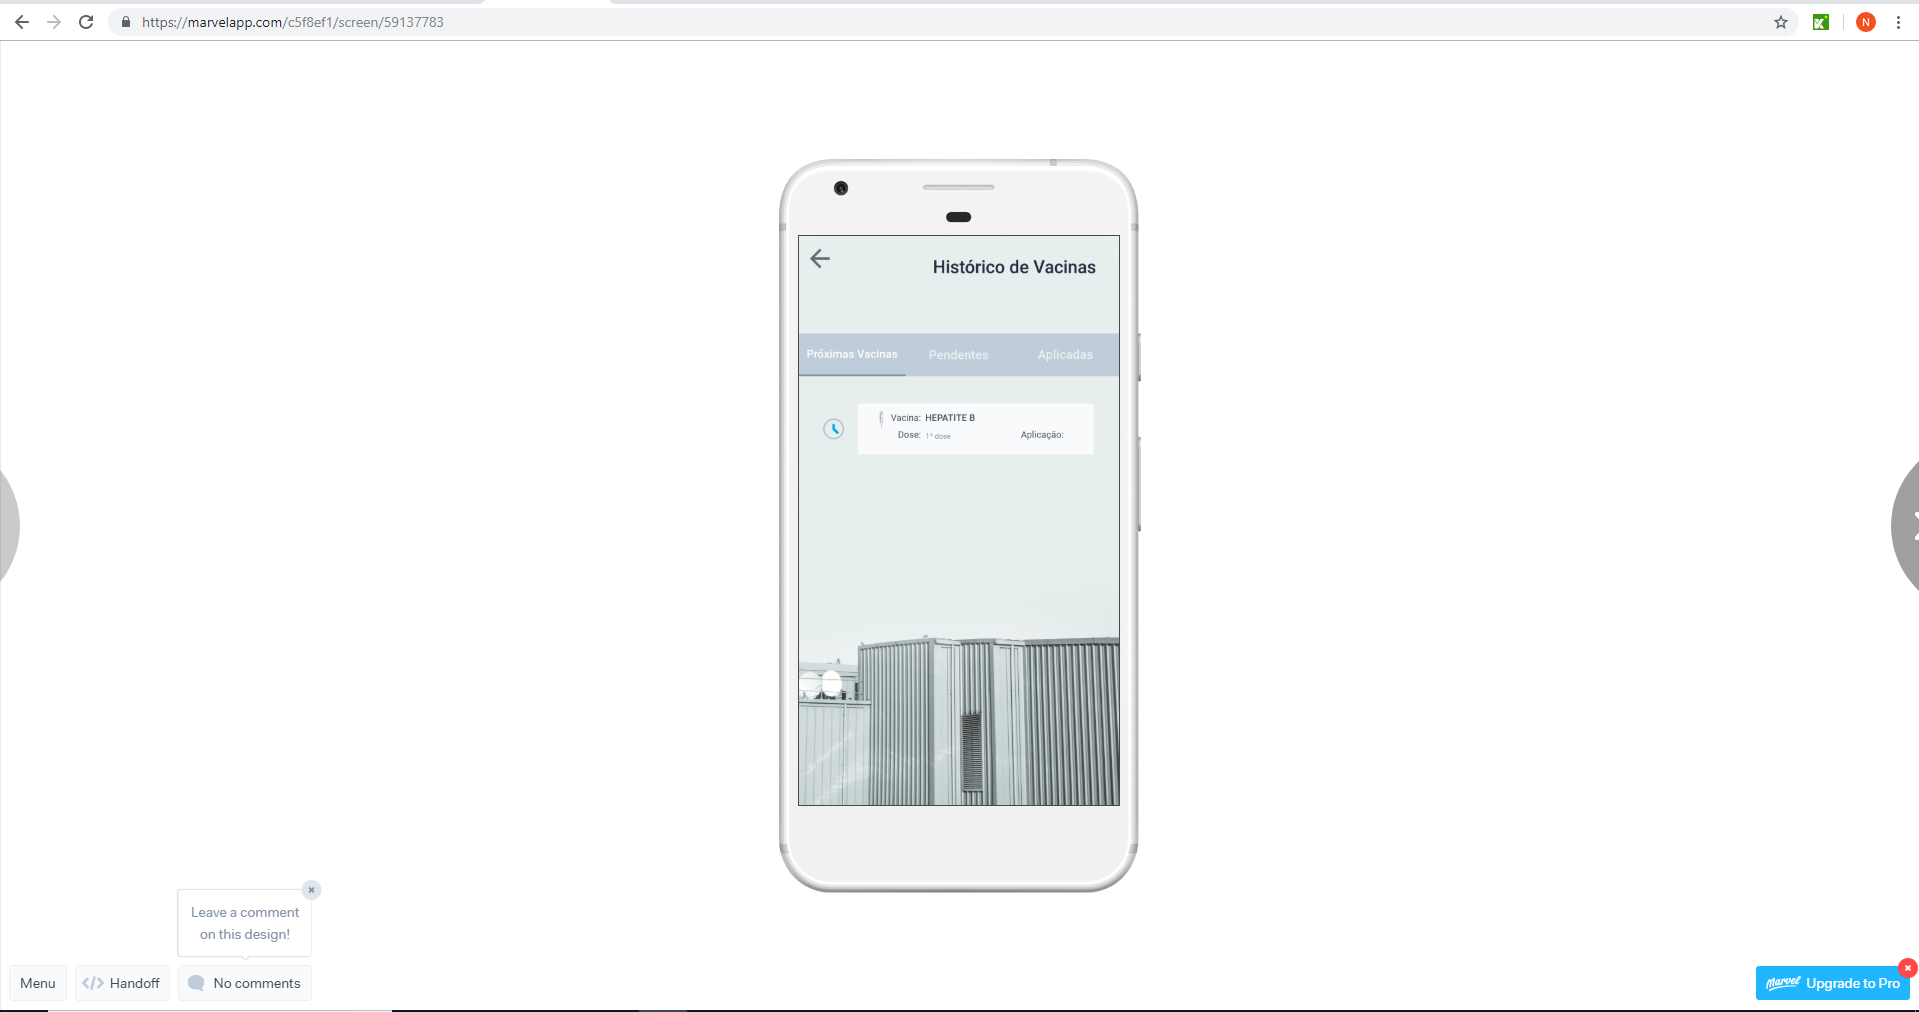 https://marvelapp.com/c5f8ef1/screen/59137783
N
Histórico de Vacinas
Próximas Vacinas Pendentes Aplicadas
Vacina: HEPATITE B
Dose: 1ª dose Aplicação:
Leave a comment
on this design!
Menu </> Handoff No comments
Marvel Upgrade to Pro